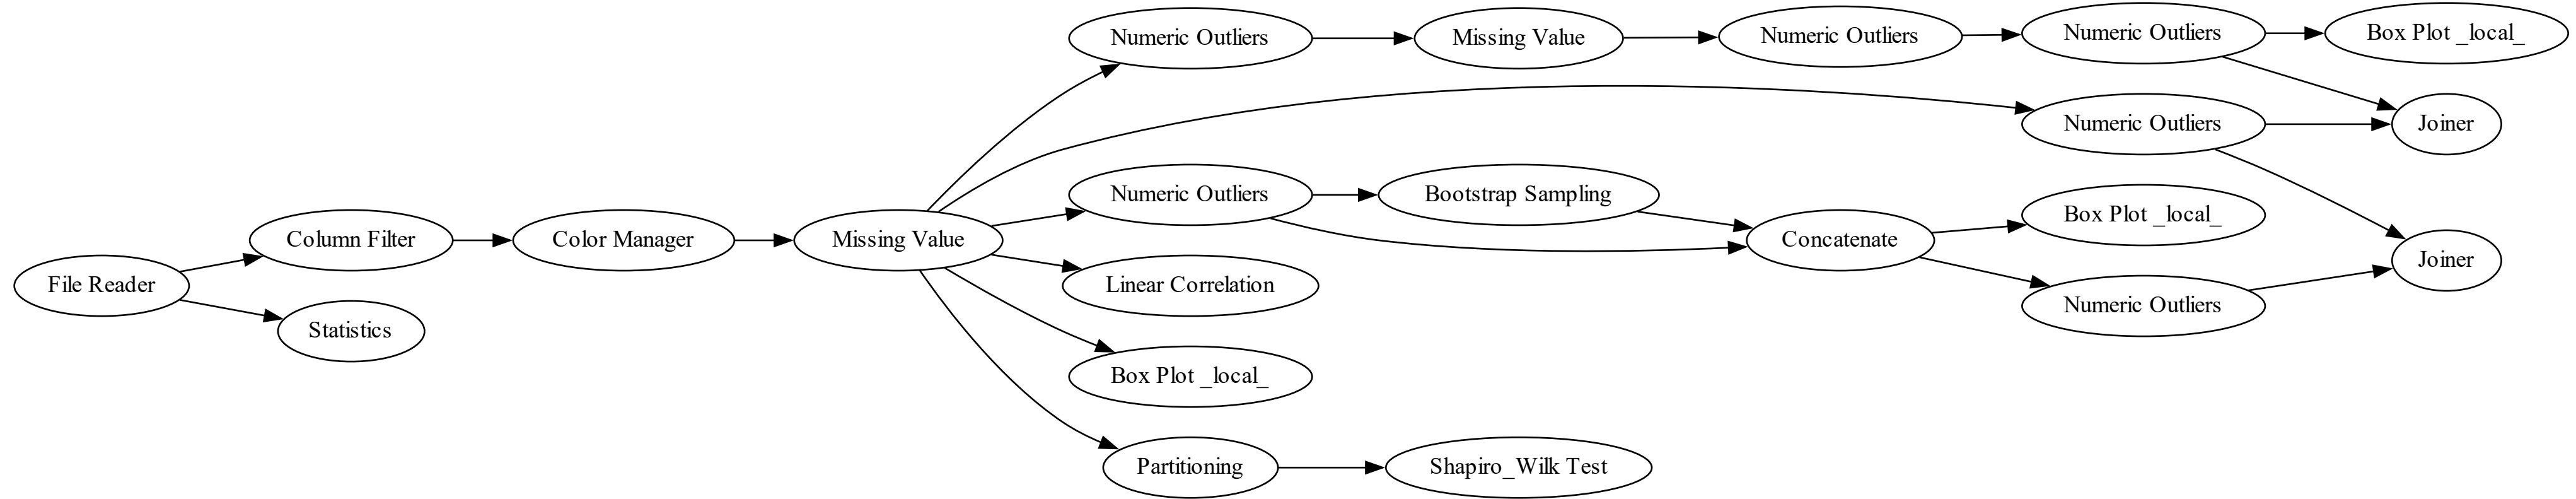 Numeric Outliers
Missing Value
Numeric Outliers
Numeric Outliers
Box Plot _local_
Numeric Outliers
Joiner
Numeric Outliers
Bootstrap Sampling
Box Plot _local_
Column Filter
Color Manager
Missing Value
Concatenate
Joiner
File Reader
Linear Correlation
Numeric Outliers
Statistics
Box Plot _local_
Partitioning
Shapiro_Wilk Test